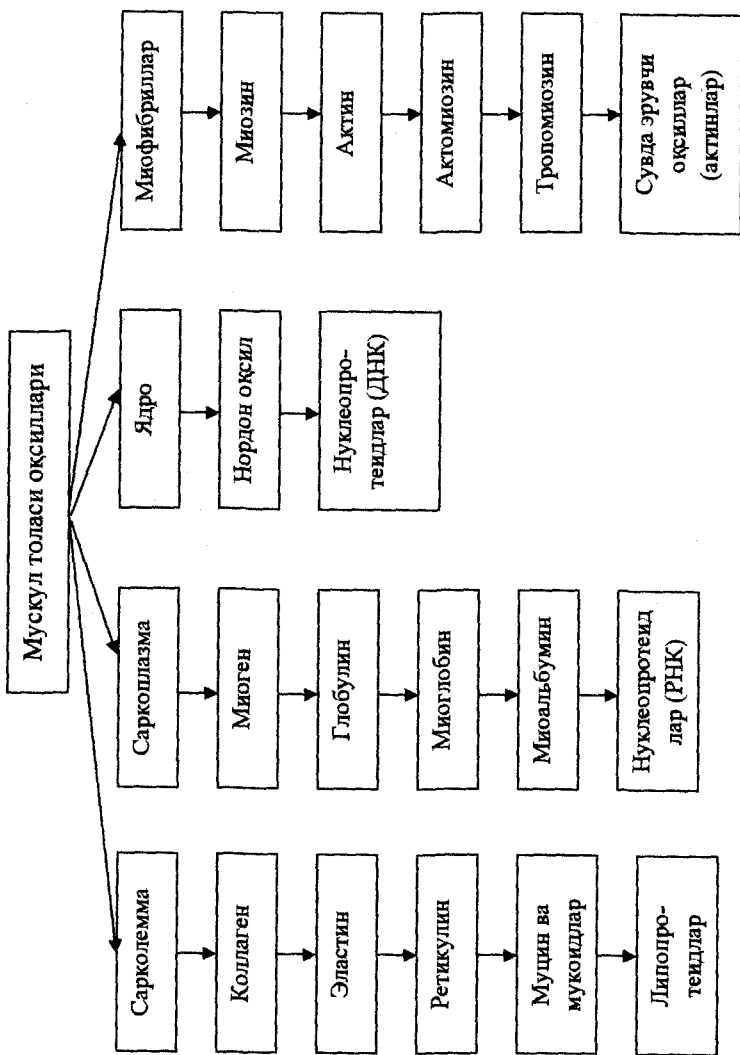 Мускул толаси оқсиллари
Сарколемма
Коллаген
Эластин
Ретикулин
Муцин ва
мукоидлар
Липопро-
теидлар
Саркоплазма
Миоген
Глобулин
Миоглобин
Миоальбумин
Нуклеопротеид
лар (РНК)
Ядро
Нордон оқсил
Нуклеопро-
теидлар (ДНК)
Миофибриллар
Миозин
Актин
Актомиозин
Тропомиозин
Сувда эрувчи
оқсиллар
(актинлар)